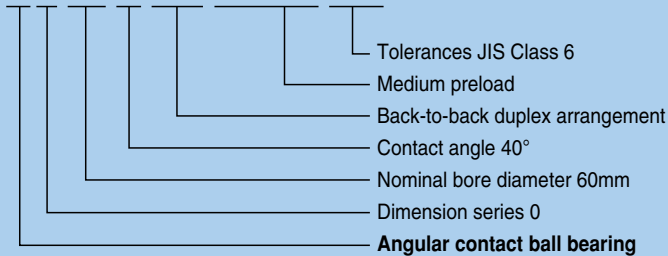 Tolerances JIS Class 6
Medium preload
Back-to-back duplex arrangement
Contact angle 40°
Nominal bore diameter 60mm
Dimension series 0
Angular contact ball bearing